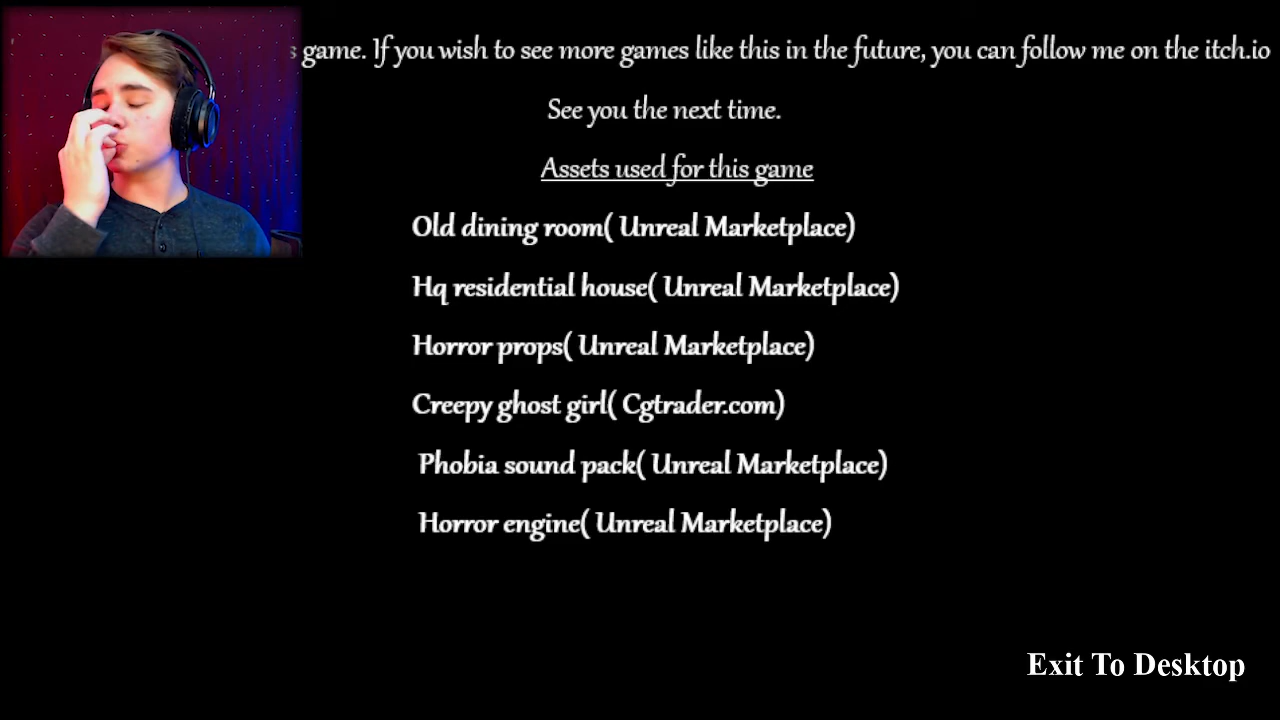 game. If you wish to see more games like this in the future, you can follow me on the itch.io
See you the next time.
Assets used for this game
Old dining room( Unreal Marketplace)
Hq residential house( Unreal Marketplace)
Horror props( Unreal Marketplace)
Creepy ghost girl( Cgtrader.com)
Phobia sound pack( Unreal Marketplace)
Horror engine( Unreal Marketplace)
Exit To Desktop